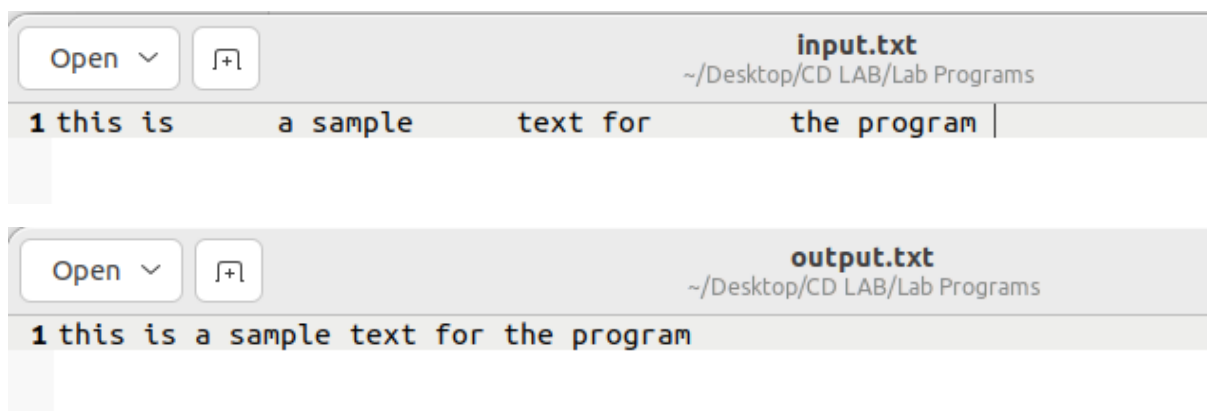 Open
input.txt
~/Desktop/CD LAB/Lab Programs
1 this is      a sample      text for        the program
Open
output.txt
~/Desktop/CD LAB/Lab Programs
1 this is a sample text for the program